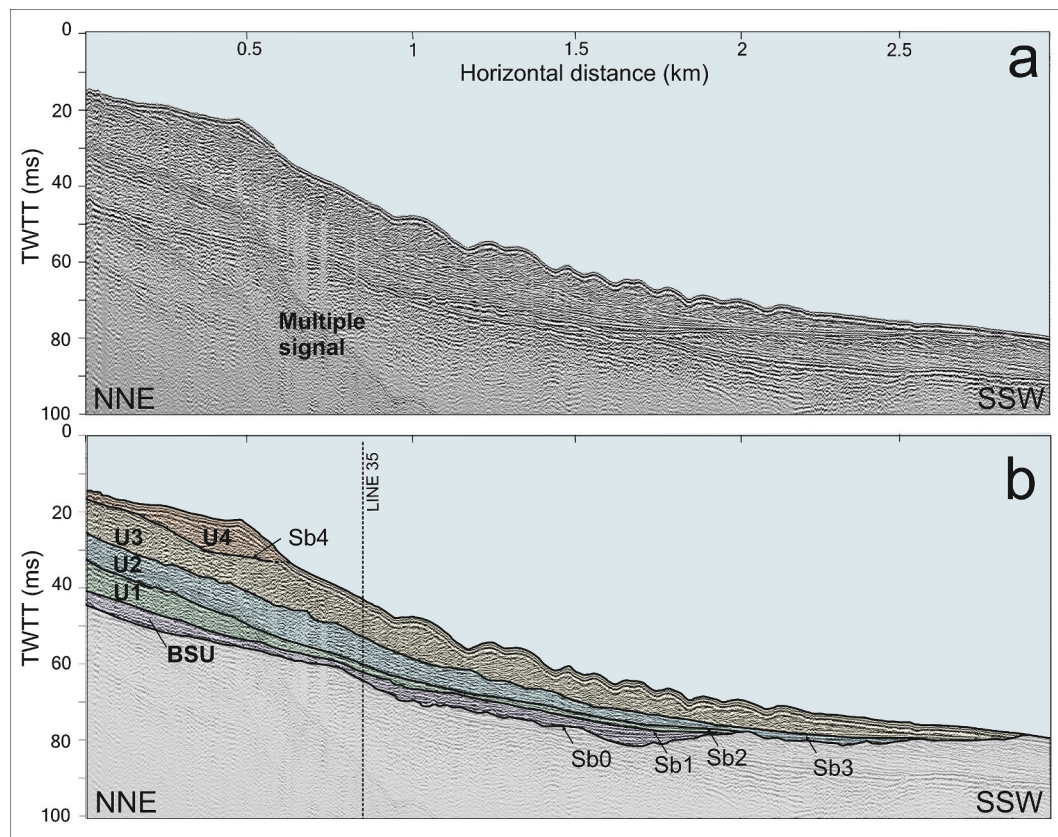 0
0.5
1
1.5
2
2.5
a
Horizontal distance (km)
20
40
60
80
100
TWTT (ms)
Multiple
signal
NNE
SSW
0
b
LINE 35
20
40
60
80
100
TWTT (ms)
U3
U4
Sb4
U2
U1
BSU
Sb0
Sb1
Sb2
Sb3
NNE
SSW